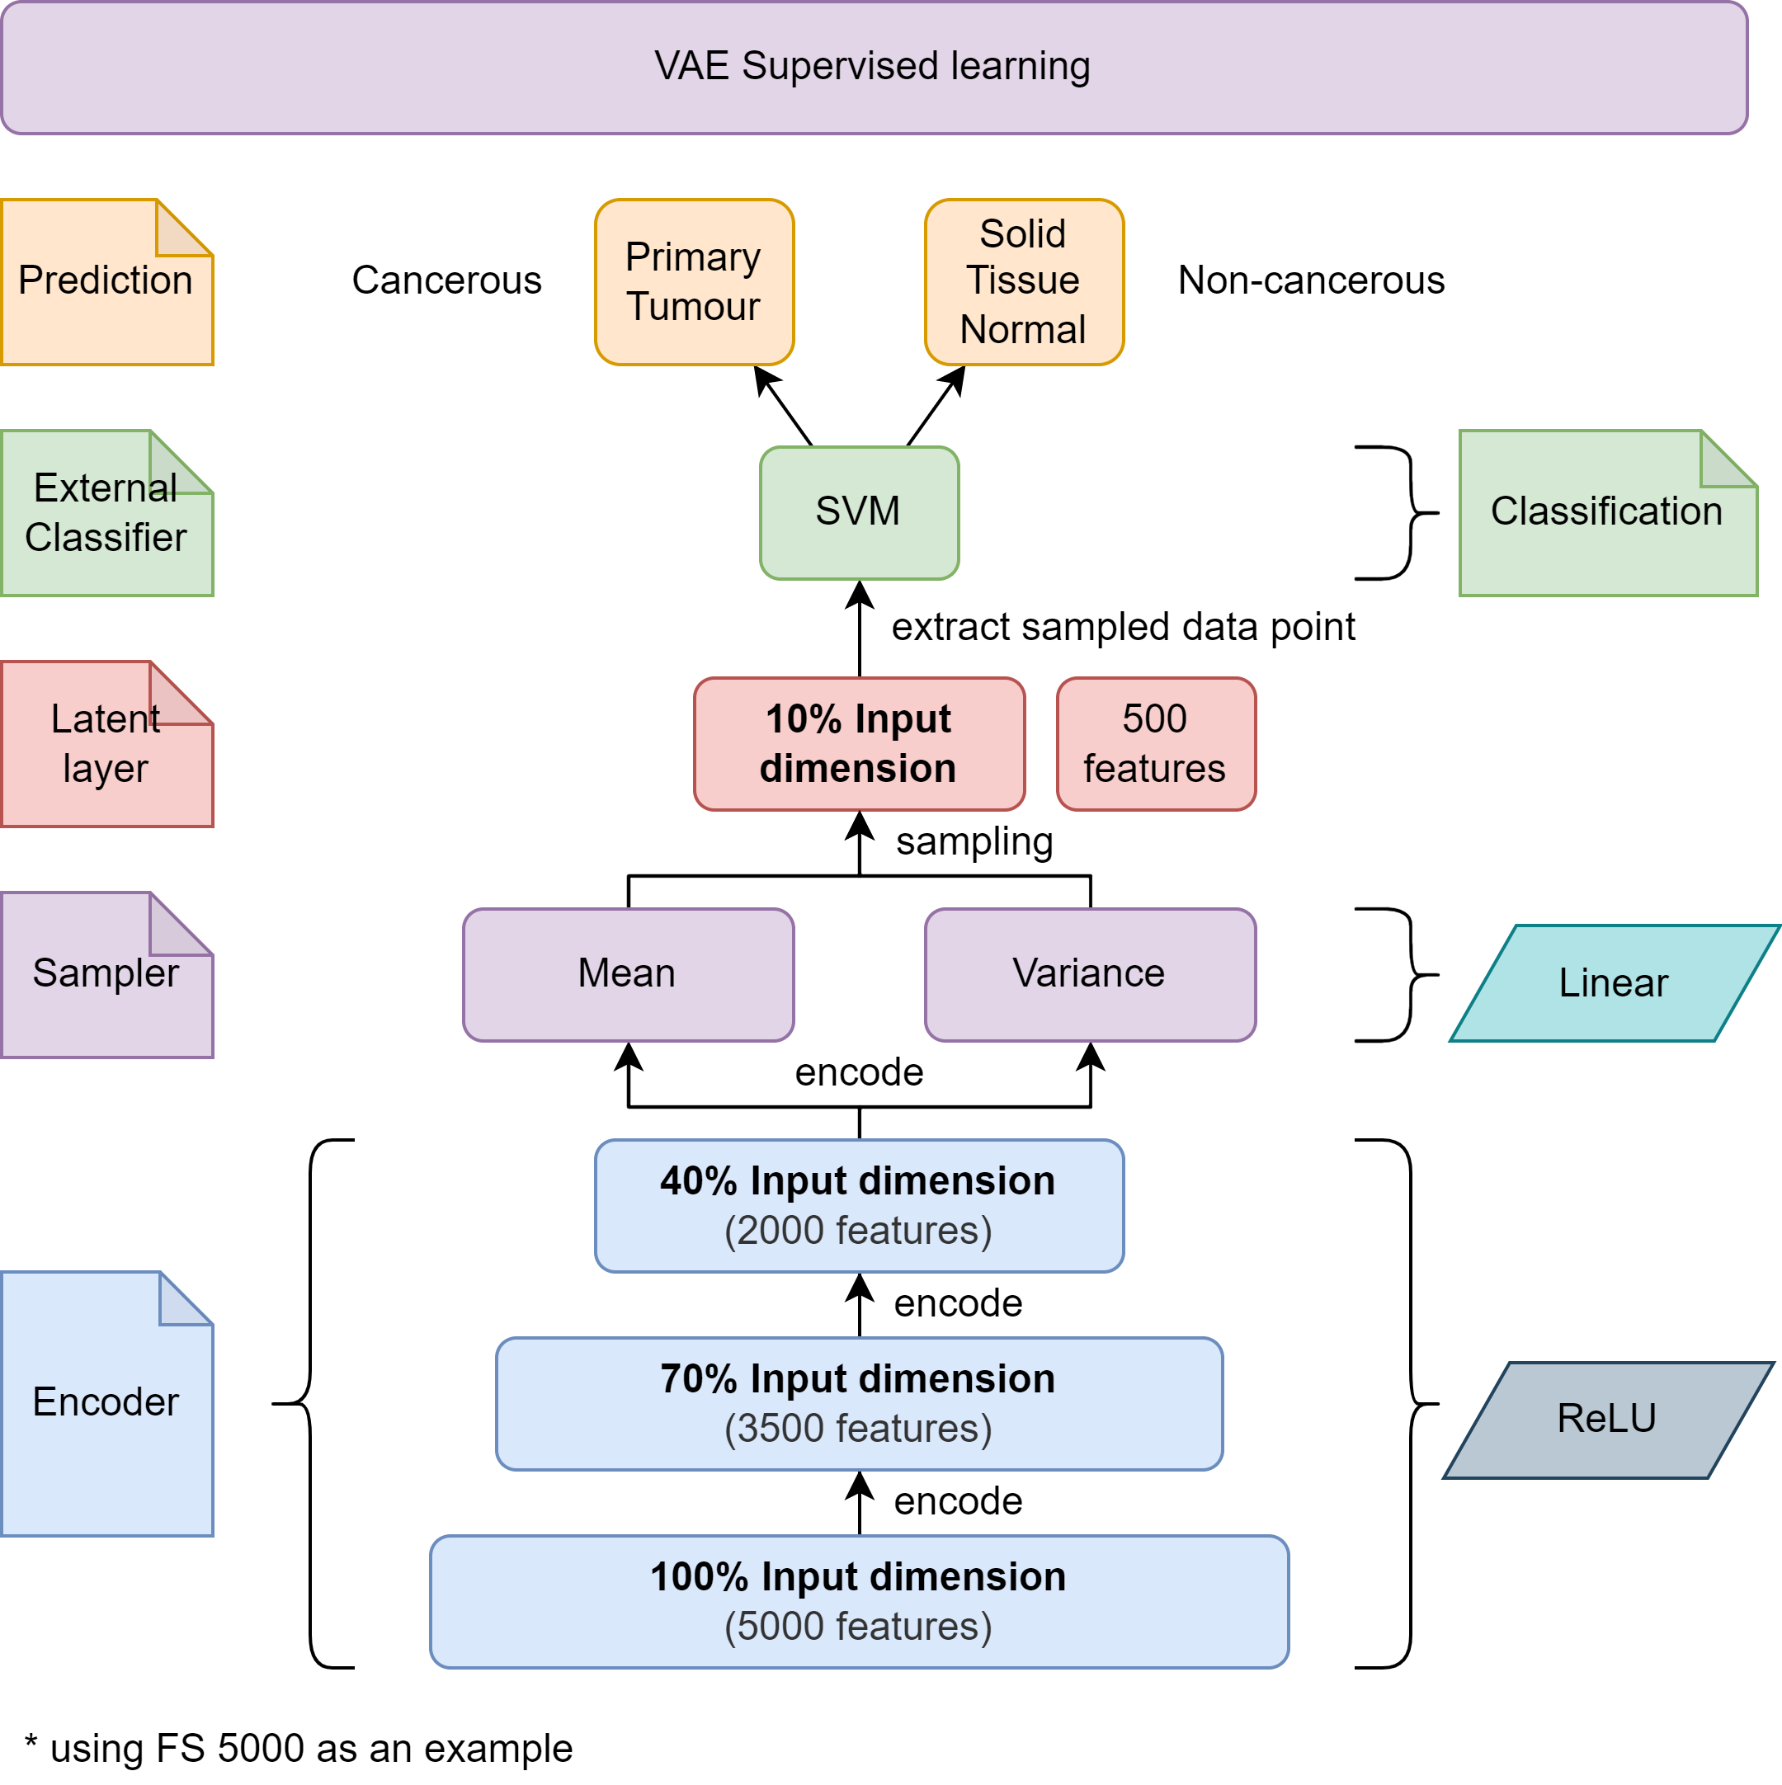 VAE Supervised learning
Prediction
Cancerous
Primary
Tumour
Solid
Tissue
Normal
Non-cancerous
External
Classifier
SVM
Classification
extract sampled data point
Latent
layer
10% Input
dimension
500
features
sampling
Sampler
Mean
Variance
Linear
encode
40% Input dimension
(2000 features)
encode
Encoder
70% Input dimension
(3500 features)
ReLU
encode
100% Input dimension
(5000 features)
* using FS 5000 as an example